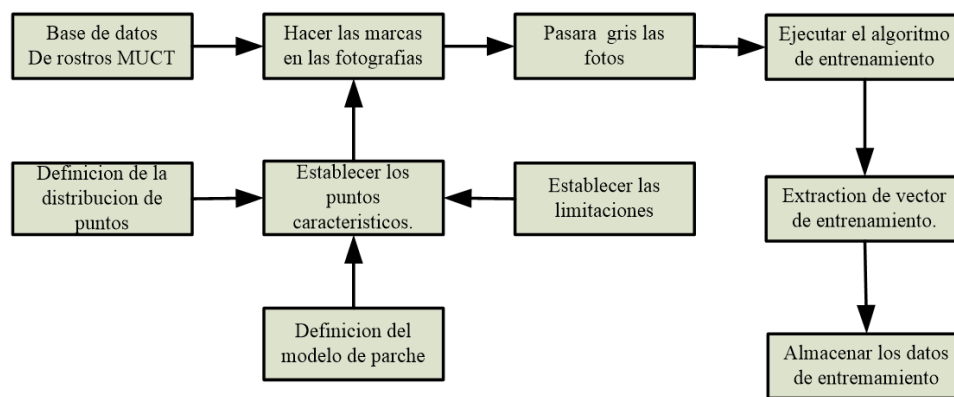 Base de datos
De rostros MUCT
Hacer las marcas
en las fotografias
Pasara gris las
fotos
Ejecutar el algoritmo
de entrenamiento
Definicion de la
distribucion de
puntos
Establecer los
puntos
caracteristicos.
Establecer las
limitaciones
Extraction de vector
de entrenamiento.
Definicion del
modelo de parche
Almacenar los datos
de entremamiento